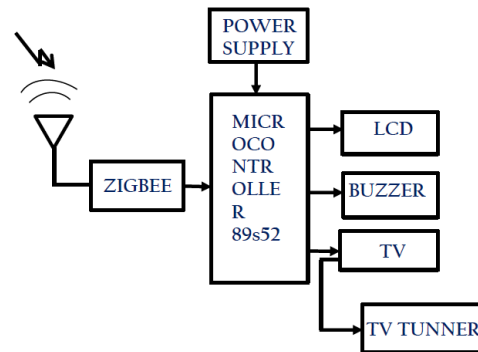 POWER
SUPPLY
MICR
OCO
NTR
OLLE
R
89s52
LCD
ZIGBEE
BUZZER
TV
TV TUNNER